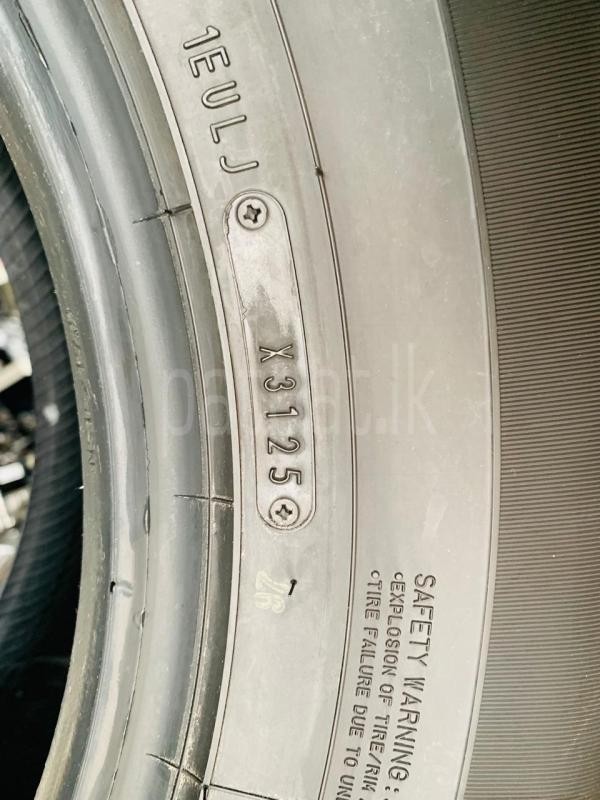 1EULJ
X3125
SAFETY WARNING:
•EXPLOSION OF TIRE/RIM
•TIRE FAILURE DUE TO